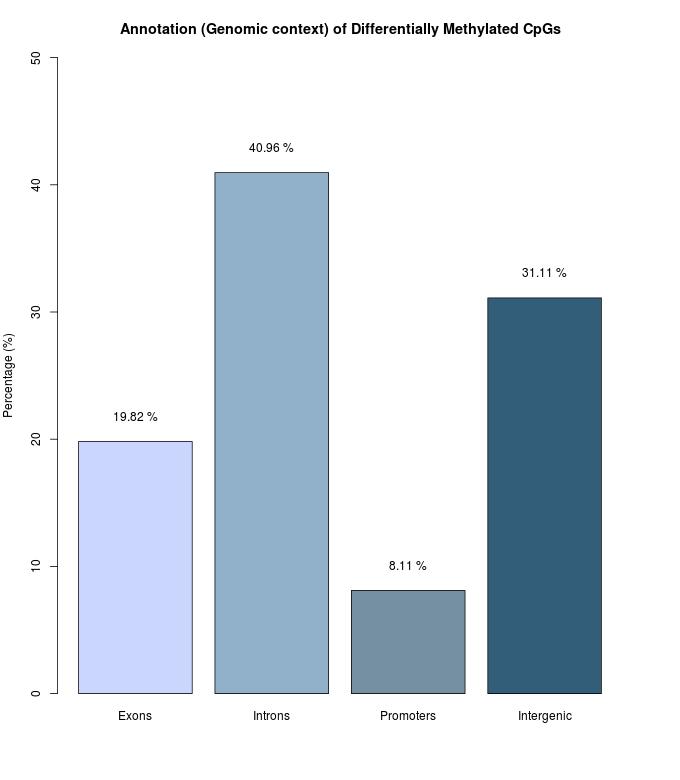 Annotation (Genomic context) of Differentially Methylated CpGs
Percentage (%)
50
40
30
20
10
0
19.82 %
40.96 %
8.11 %
31.11 %
Exons
Introns
Promoters
Intergenic